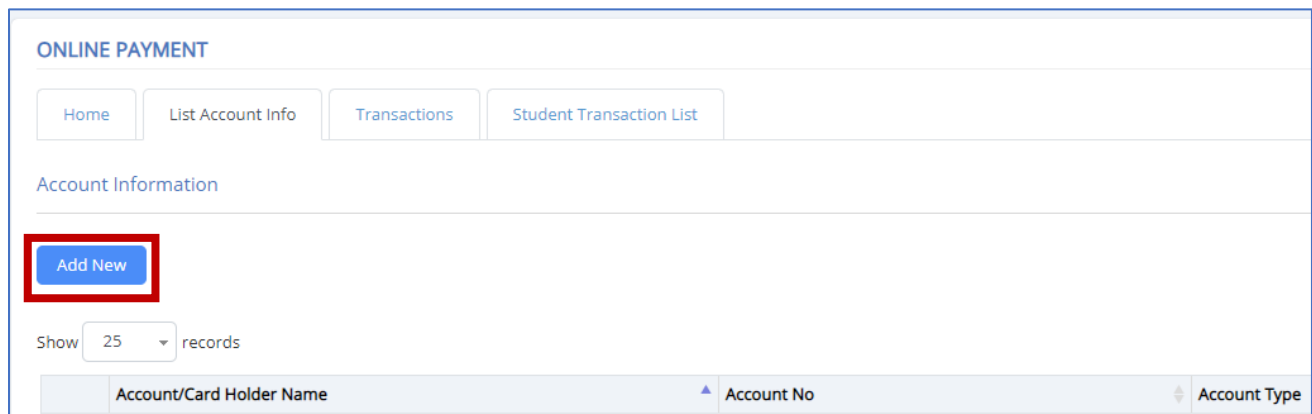 ONLINE PAYMENT
Home List Account Info Transactions Student Transaction List
Account Information
Add New
Show 25 records
Account/Card Holder Name Account No Account Type